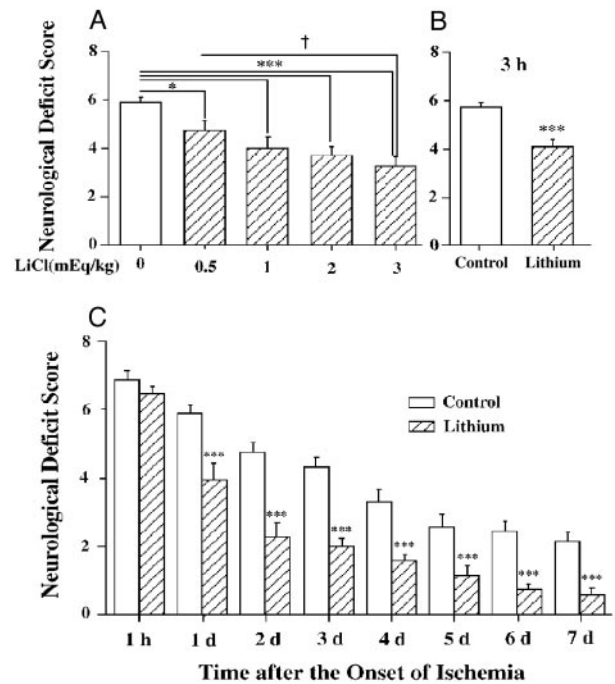 A
Neurological Deficit Score
8
6
4
2
0
†
***
*
LiCl(mEq/kg) 0 0.5 1 2 3
B
3 h
8
6
4
2
0
***
Control Lithium
C
Neurological Deficit Score
8
6
4
2
0
Control
Lithium
*** *** *** *** *** *** ***
1 h 1 d 2 d 3 d 4 d 5 d 6 d 7 d
Time after the Onset of Ischemia